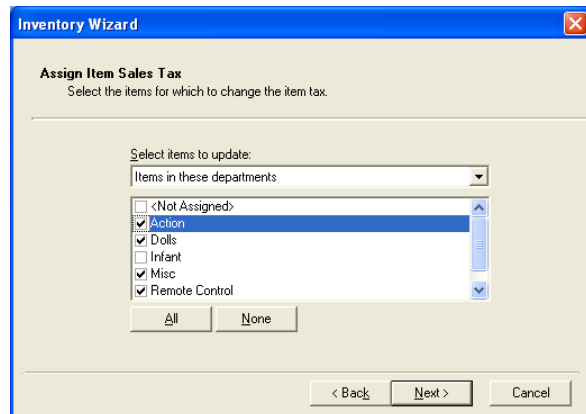 Inventory Wizard
Assign Item Sales Tax
Select the items for which to change the item tax.
Select items to update:
Items in these departments
<Not Assigned>
Action
Dolls
Infant
Misc
Remote Control
All None
< Back Next > Cancel